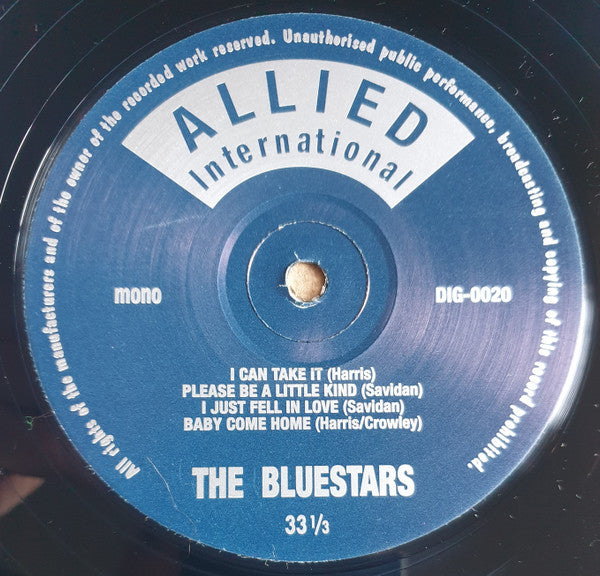 All rights of the manufacturers and of the owner of the recorded work reserved. Unauthorised public performance, broadcasting and copying of this record prohibited.
ALLIED
International
mono
DIG-0020
I CAN TAKE IT (Harris)
PLEASE BE A LITTLE KIND (Savidan)
I JUST FELL IN LOVE (Savidan)
BABY COME HOME (Harris/Crowley)
THE BLUESTARS
33 1/3